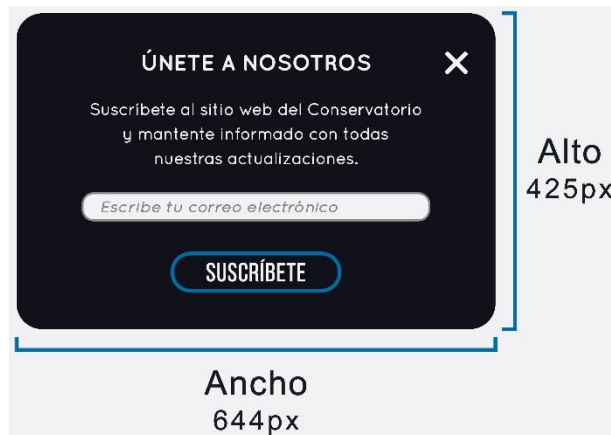 ÚNETE A NOSOTROS
Suscríbete al sitio web del Conservatorio
y mantente informado con todas
nuestras actualizaciones.
Escribe tu correo electrónico
SUSCRÍBETE
Alto
425px
Ancho
644px